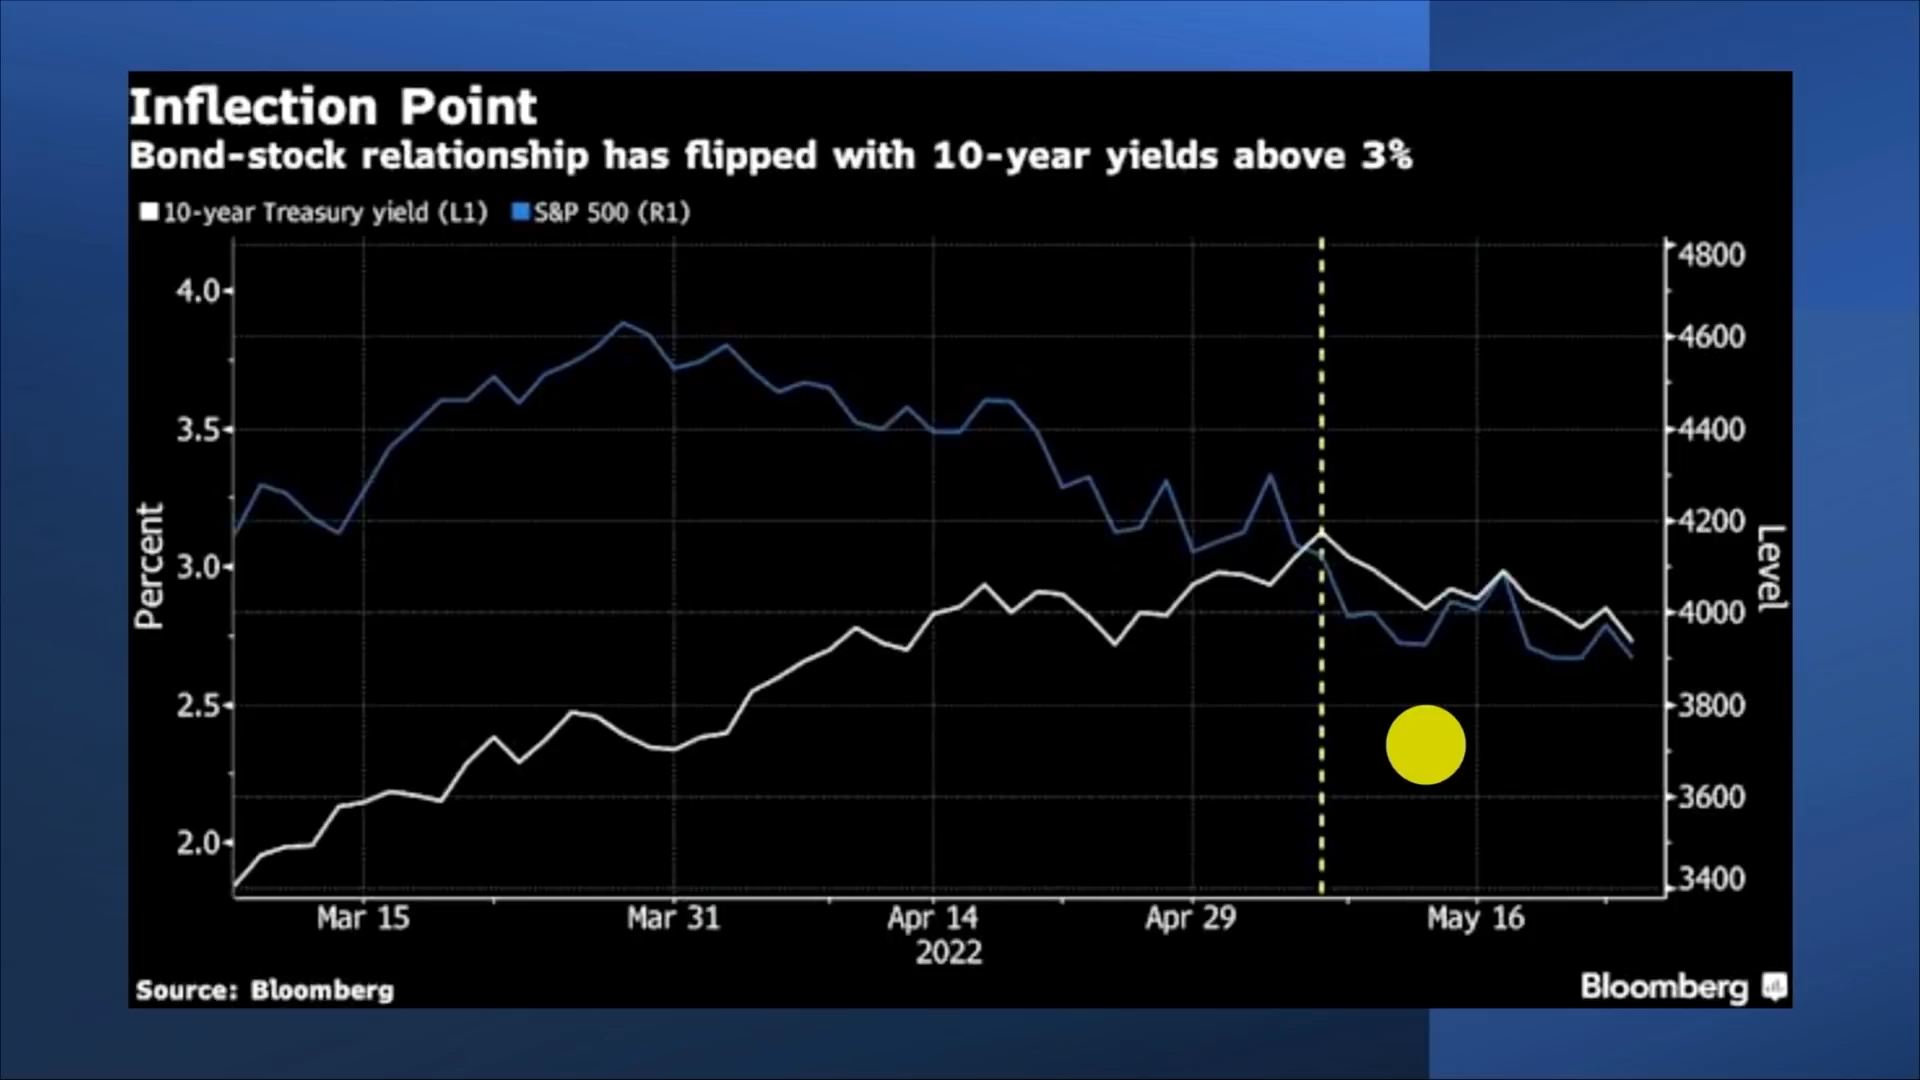 Inflection Point
Bond-stock relationship has flipped with 10-year yields above 3%
10-year Treasury yield (L1) S&P 500 (R1)
4.0
3.5
3.0
2.5
2.0
Percent
4800
4600
4400
4200
4000
3800
3600
3400
Level
Mar 15 Mar 31 Apr 14 Apr 29 May 16
2022
Source: Bloomberg
Bloomberg